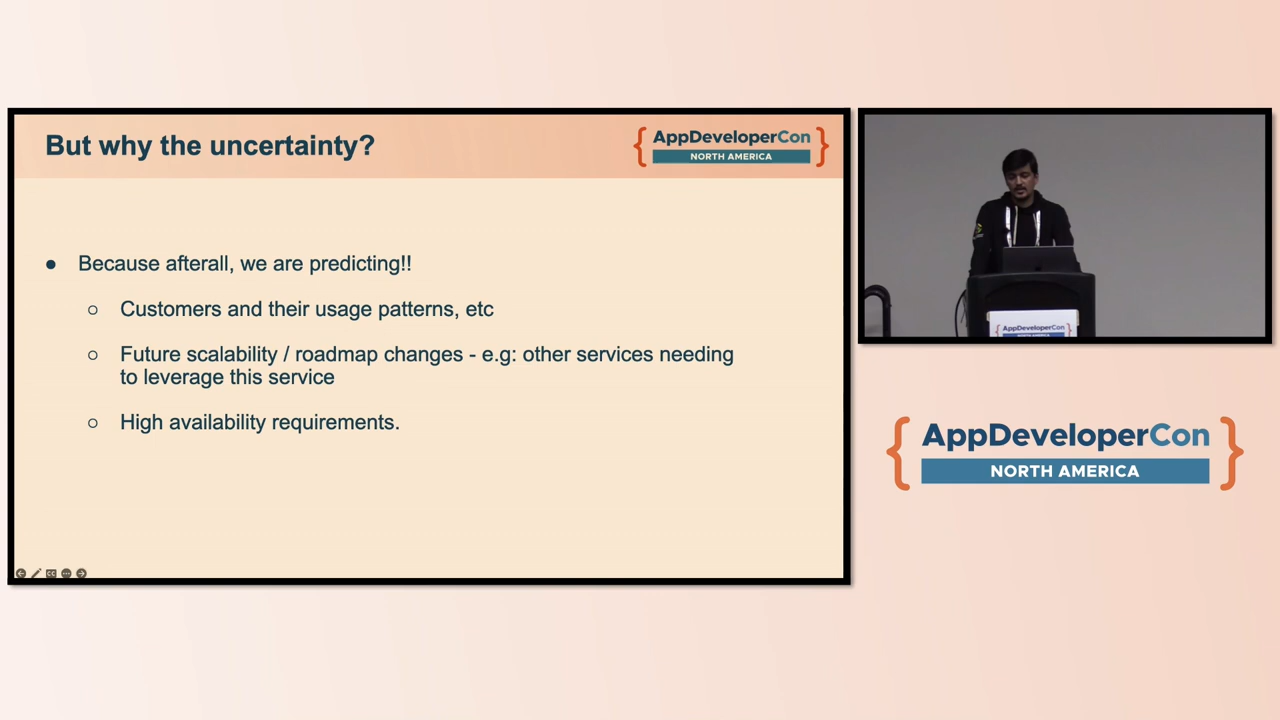 But why the uncertainty?
{ AppDeveloperCon }
NORTH AMERICA
● Because afterall, we are predicting!!
○ Customers and their usage patterns, etc
○ Future scalability / roadmap changes - e.g: other services needing
to leverage this service
○ High availability requirements.
{ AppDeveloperCon }
{ AppDeveloperCon }
NORTH AMERICA